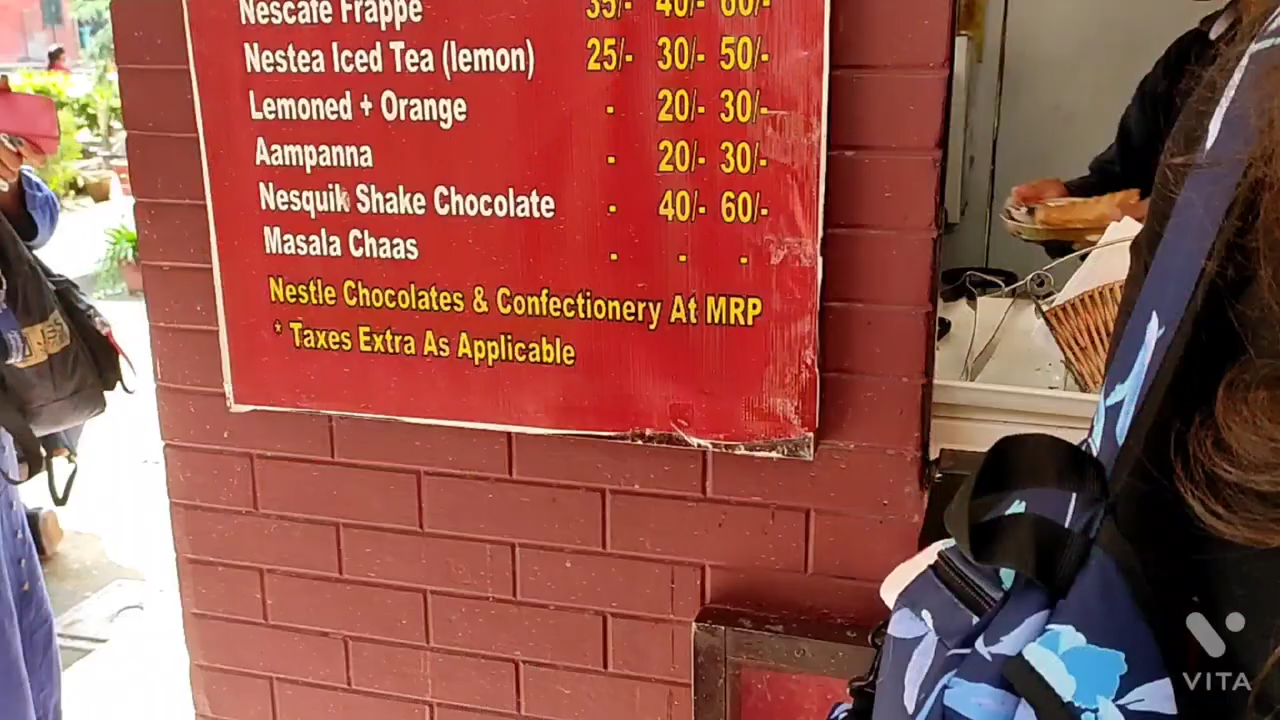 Nescafe Frappe 35/- 40/- 60/-
Nestea Iced Tea (lemon) 25/- 30/- 50/-
Lemoned + Orange - 20/- 30/-
Aampanna - 20/- 30/-
Nesquik Shake Chocolate - 40/- 60/-
Masala Chaas - - -
Nestle Chocolates & Confectionery At MRP
* Taxes Extra As Applicable
VITA